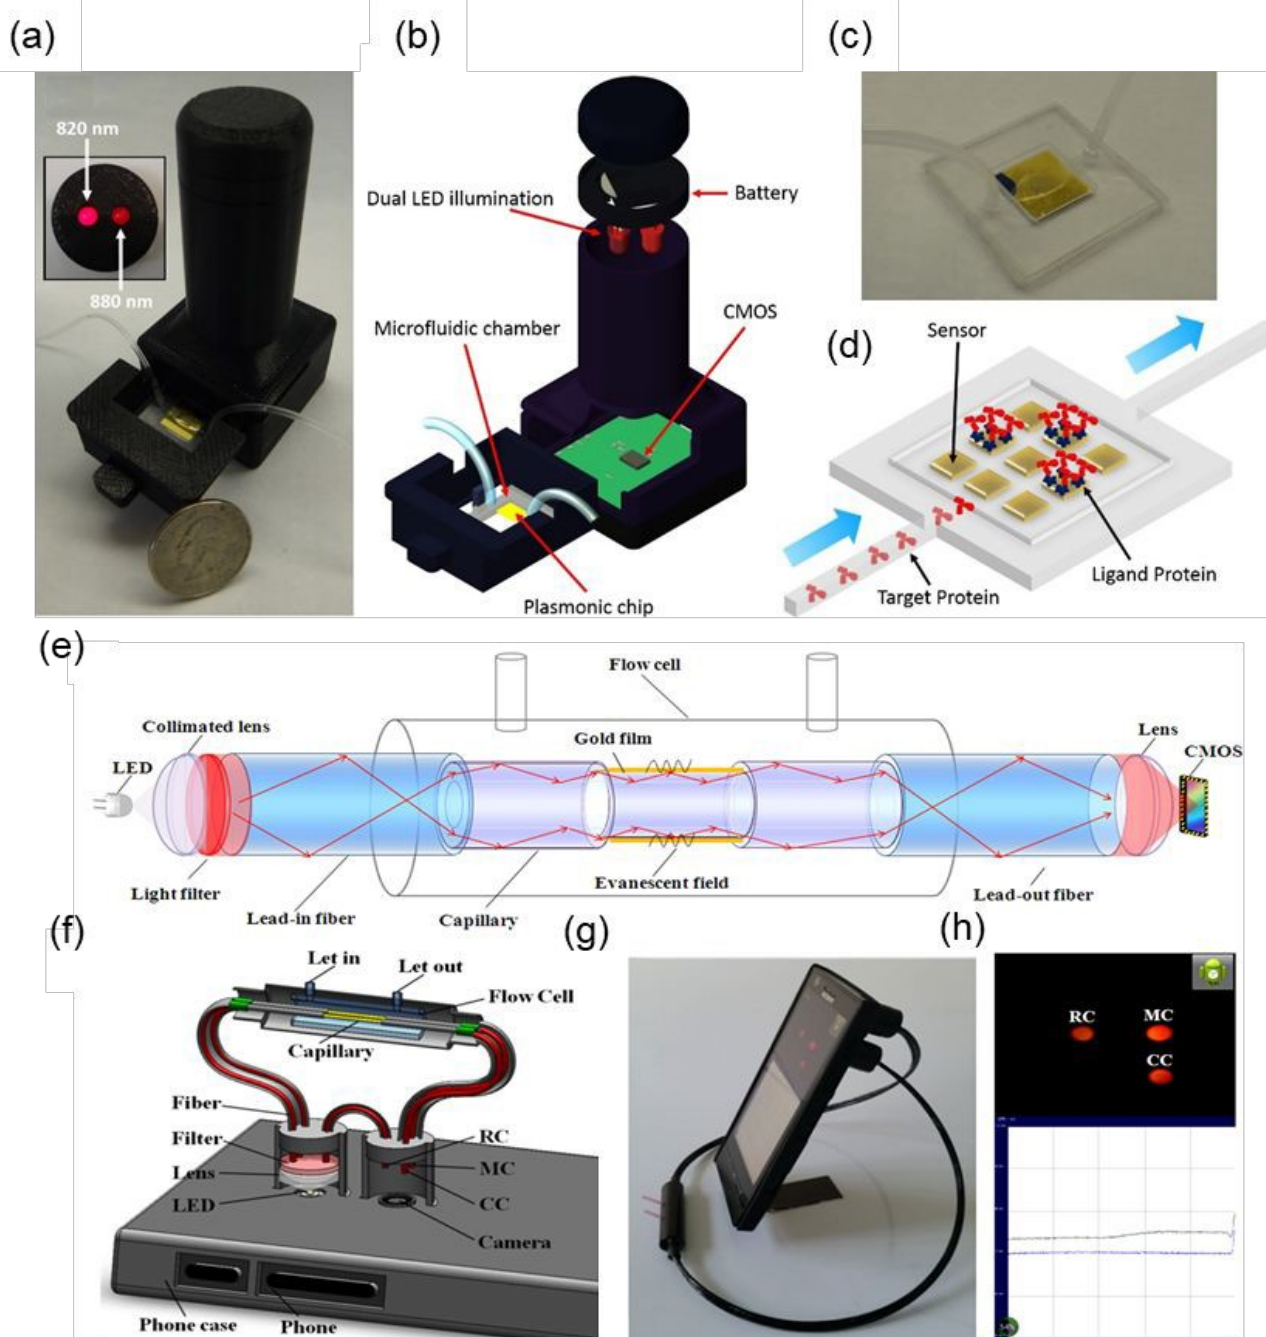 (a)
(b)
(c)
820 nm
880 nm
Dual LED illumination
Battery
Microfluidic chamber
CMOS
Plasmonic chip
(d)
Sensor
Ligand Protein
Target Protein
(e)
Flow cell
Collimated lens
Gold film
Lens
LED
CMOS
Light filter
Evanescent field
Lead-in fiber
Capillary
Lead-out fiber
(f)
(g)
(h)
Let in
Let out
Flow Cell
Capillary
Fiber
Filter
Lens
LED
RC
MC
CC
Camera
Phone case
Phone
RC
MC
CC